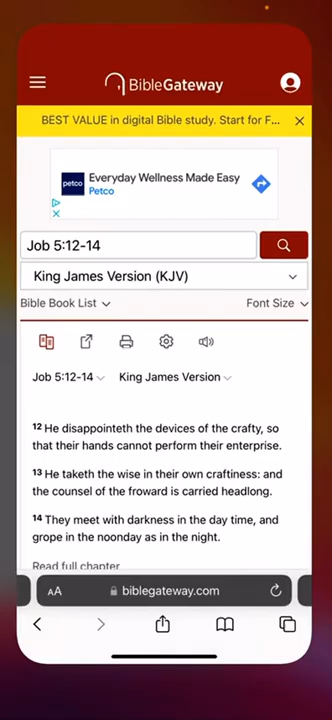 BibleGateway
BEST VALUE in digital Bible study. Start for F...
petco
Everyday Wellness Made Easy
Petco
Job 5:12-14
King James Version (KJV)
Bible Book List
Font Size
Job 5:12-14 King James Version
12 He disappointeth the devices of the crafty, so
that their hands cannot perform their enterprise.
13 He taketh the wise in their own craftiness: and
the counsel of the froward is carried headlong.
14 They meet with darkness in the day time, and
grope in the noonday as in the night.
Read full chapter
AA biblegateway.com